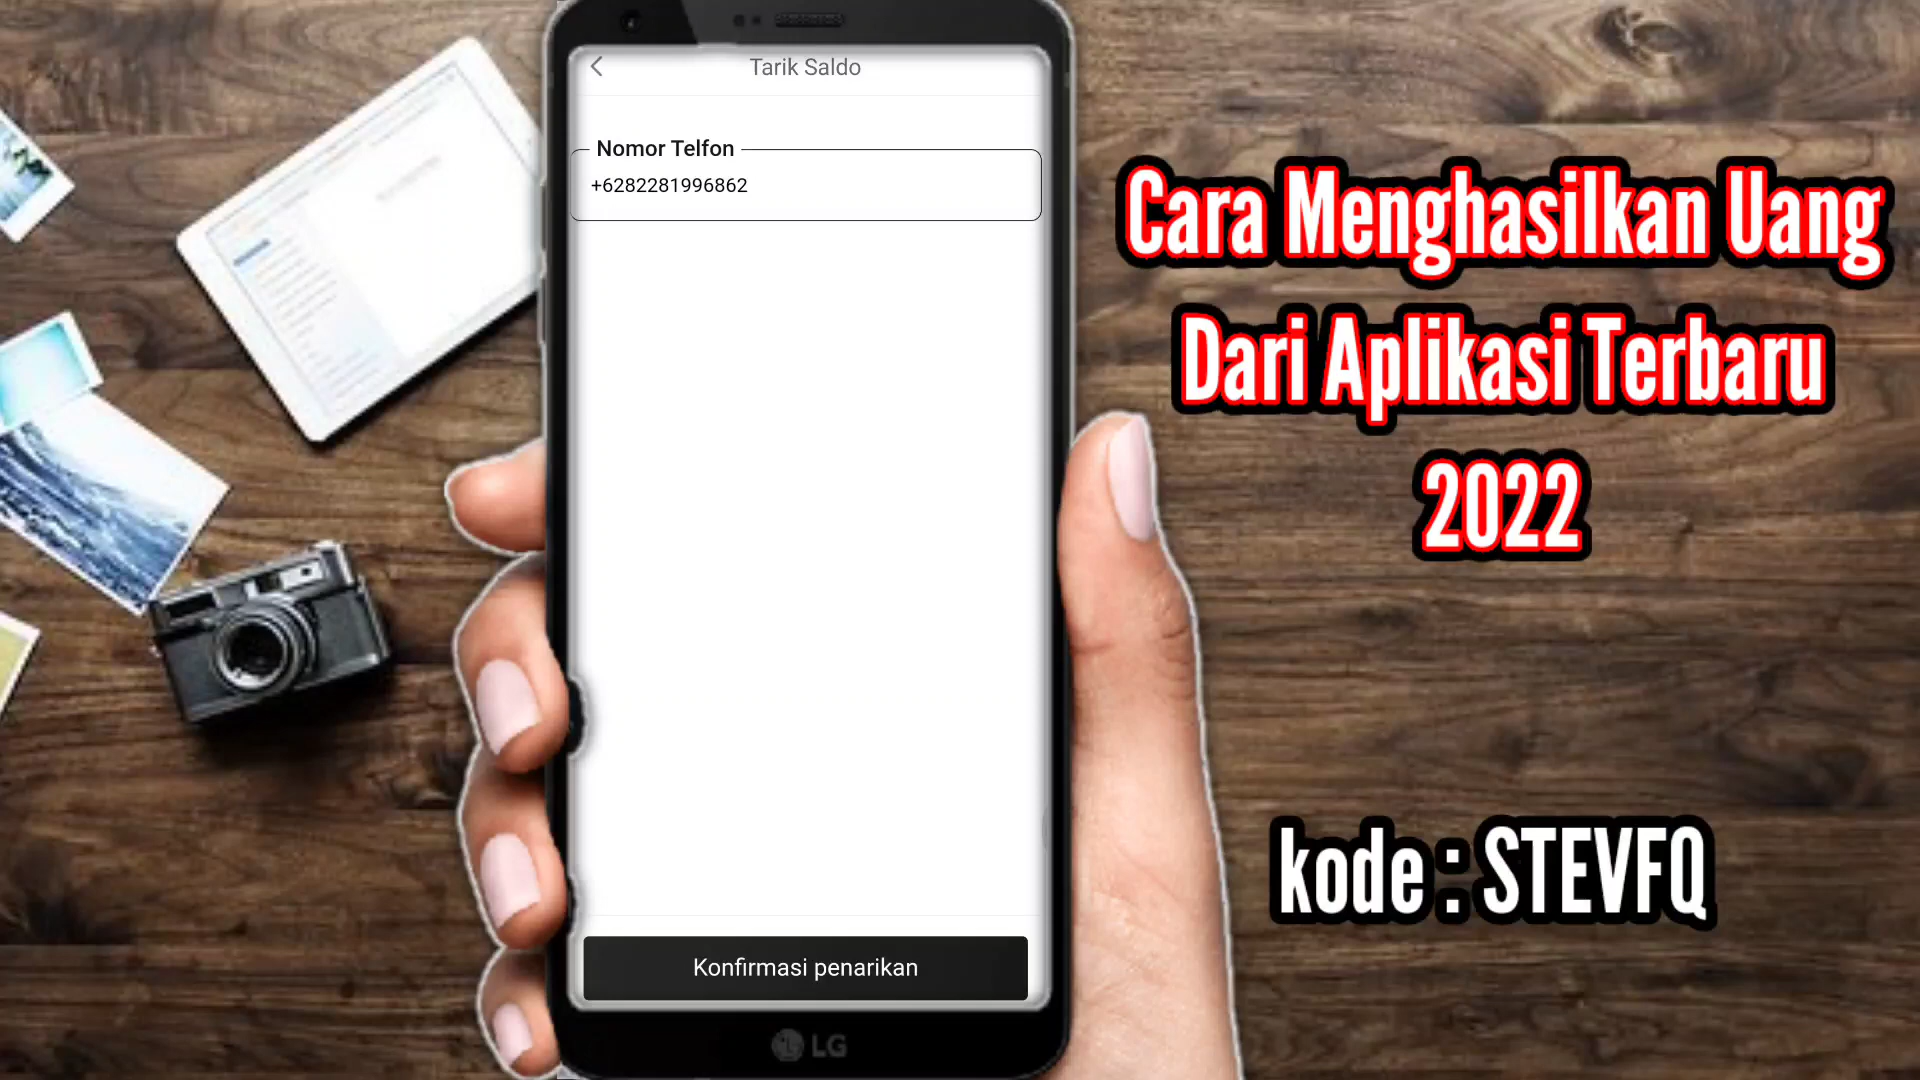 Tarik Saldo
Nomor Telfon
+6282281996862
Konfirmasi penarikan
LG
Cara Menghasilkan Uang
Dari Aplikasi Terbaru
2022
kode : STEVFQ